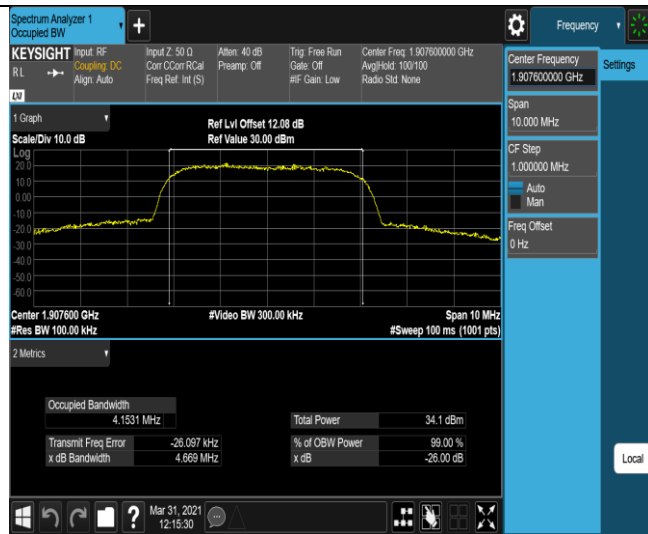 Spectrum Analyzer 1
Occupied BW
+
Frequency
KEYSIGHT
R L
LXI
Input: RF
Coupling: DC
Align: Auto
Input Z: 50 Ω
Corr CCorr RCal
Freq Ref: Int (S)
Atten: 40 dB
Preamp: Off
Trig: Free Run
Gate: Off
#IF Gain: Low
Center Freq: 1.907600000 GHz
Avg|Hold: 100/100
Radio Std: None
Center Frequency
1.907600000 GHz
Settings
Span
10.000 MHz
CF Step
1.000000 MHz
Auto
Man
Freq Offset
0 Hz
1 Graph
Scale/Div 10.0 dB
Ref Lvl Offset 12.08 dB
Ref Value 30.00 dBm
Log
20.0
10.0
0.00
-10.0
-20.0
-30.0
-40.0
-50.0
-60.0
Center 1.907600 GHz
#Video BW 300.00 kHz
Span 10 MHz
#Res BW 100.00 kHz
#Sweep 100 ms (1001 pts)
2 Metrics
Occupied Bandwidth
4.1531 MHz
Total Power 34.1 dBm
Transmit Freq Error -26.097 kHz
% of OBW Power 99.00 %
x dB Bandwidth 4.669 MHz
x dB -26.00 dB
Local
?
Mar 31, 2021
12:15:30